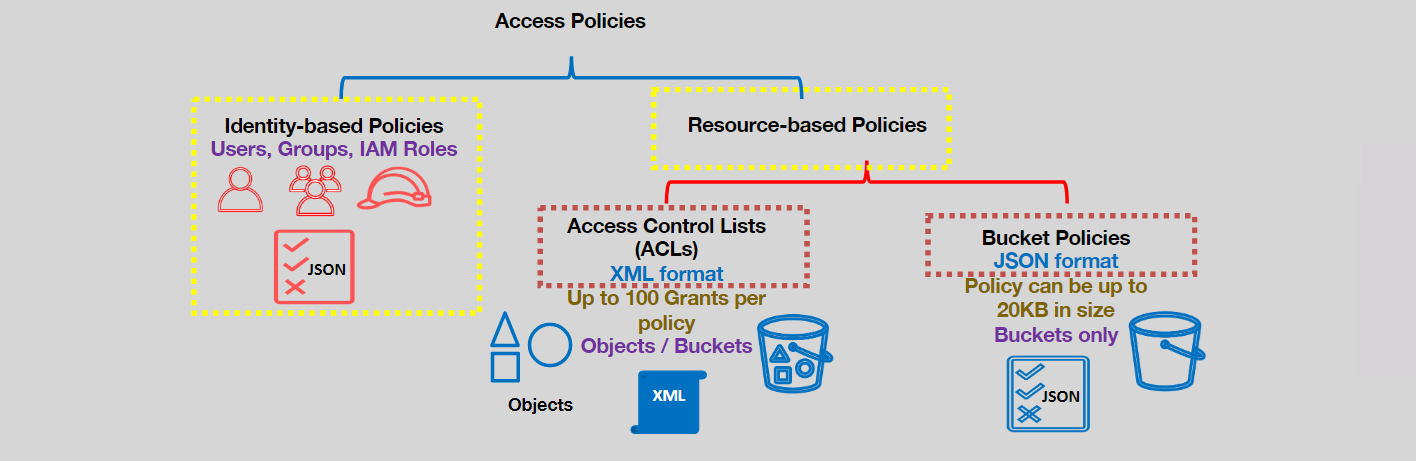 Access Policies
Identity-based Policies
Users, Groups, IAM Roles
JSON
Resource-based Policies
Access Control Lists
(ACLs)
XML format
Up to 100 Grants per
policy
Objects / Buckets
Objects
XML
Bucket Policies
JSON format
Policy can be up to
20KB in size
Buckets only
JSON